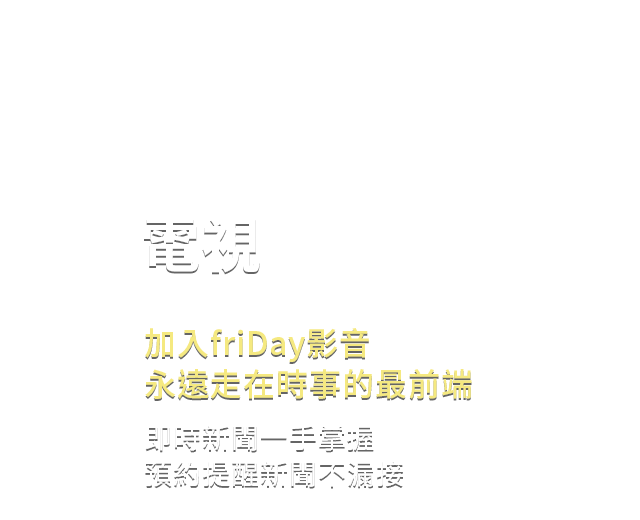 電視
加入friDay影音
永遠走在時事的最前端
即時新聞一手掌握
預約提醒新聞不漏接